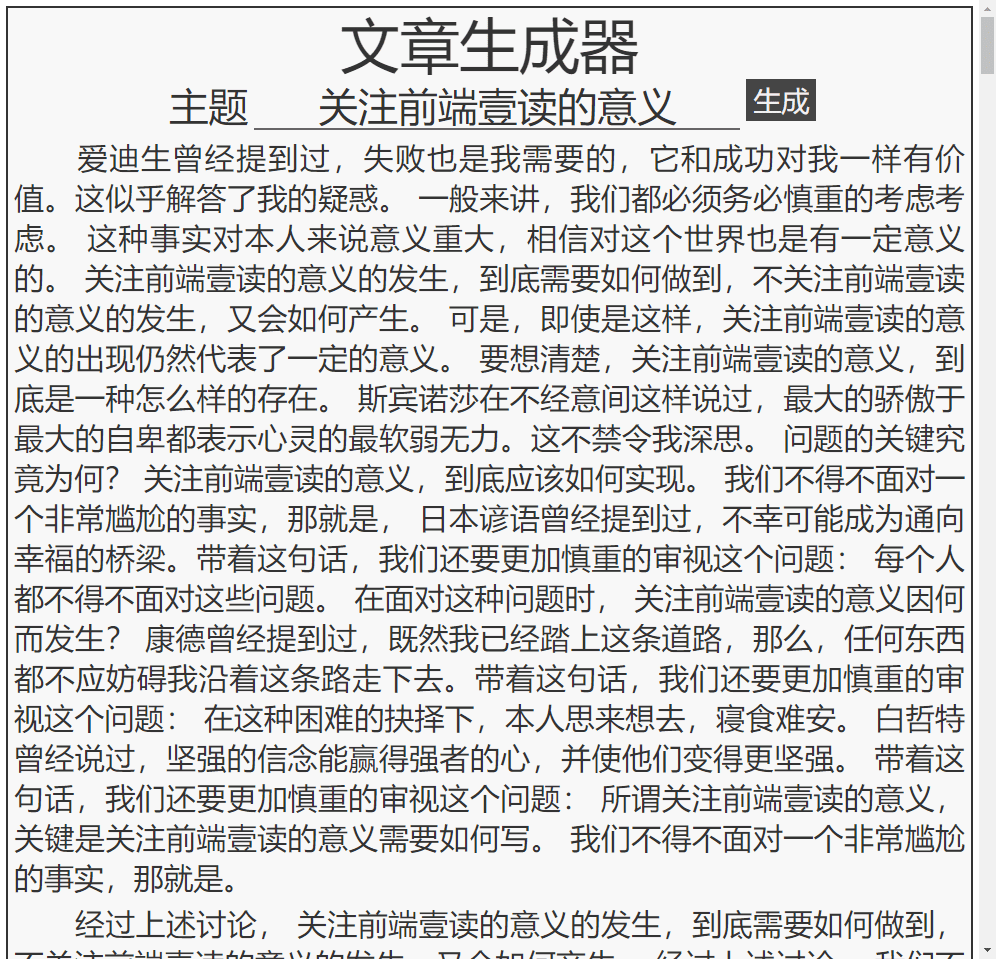 文章生成器
主题 关注前端壹读的意义 生成
爱迪生曾经提到过，失败也是我需要的，它和成功对我一样有价
值。这似乎解答了我的疑惑。 一般来讲，我们都必须务必慎重的考虑考
虑。 这种事实对本人来说意义重大，相信对这个世界也是有一定意义
的。 关注前端壹读的意义的发生，到底需要如何做到，不关注前端壹读
的意义的发生，又会如何产生。 可是，即使是这样，关注前端壹读的意
义的出现仍然代表了一定的意义。 要想清楚，关注前端壹读的意义，到
底是一种怎么样的存在。 斯宾诺莎在不经意间这样说过，最大的骄傲于
最大的自卑都表示心灵的最软弱无力。这不禁令我深思。 问题的关键究
竟为何？ 关注前端壹读的意义，到底应该如何实现。 我们不得不面对一
个非常尴尬的事实，那就是， 日本谚语曾经提到过，不幸可能成为通向
幸福的桥梁。带着这句话，我们还要更加慎重的审视这个问题： 每个人
都不得不面对这些问题。 在面对这种问题时， 关注前端壹读的意义因何
而发生？ 康德曾经提到过，既然我已经踏上这条道路，那么，任何东西
都不应妨碍我沿着这条路走下去。带着这句话，我们还要更加慎重的审
视这个问题： 在这种困难的抉择下，本人思来想去，寝食难安。 白哲特
曾经说过，坚强的信念能赢得强者的心，并使他们变得更坚强。 带着这
句话，我们还要更加慎重的审视这个问题： 所谓关注前端壹读的意义，
关键是关注前端壹读的意义需要如何写。 我们不得不面对一个非常尴尬
的事实，那就是。
经过上述讨论， 关注前端壹读的意义的发生，到底需要如何做到，
不关注前端壹读的意义的发生，又会如何产生。 经过上述讨论， 我们不